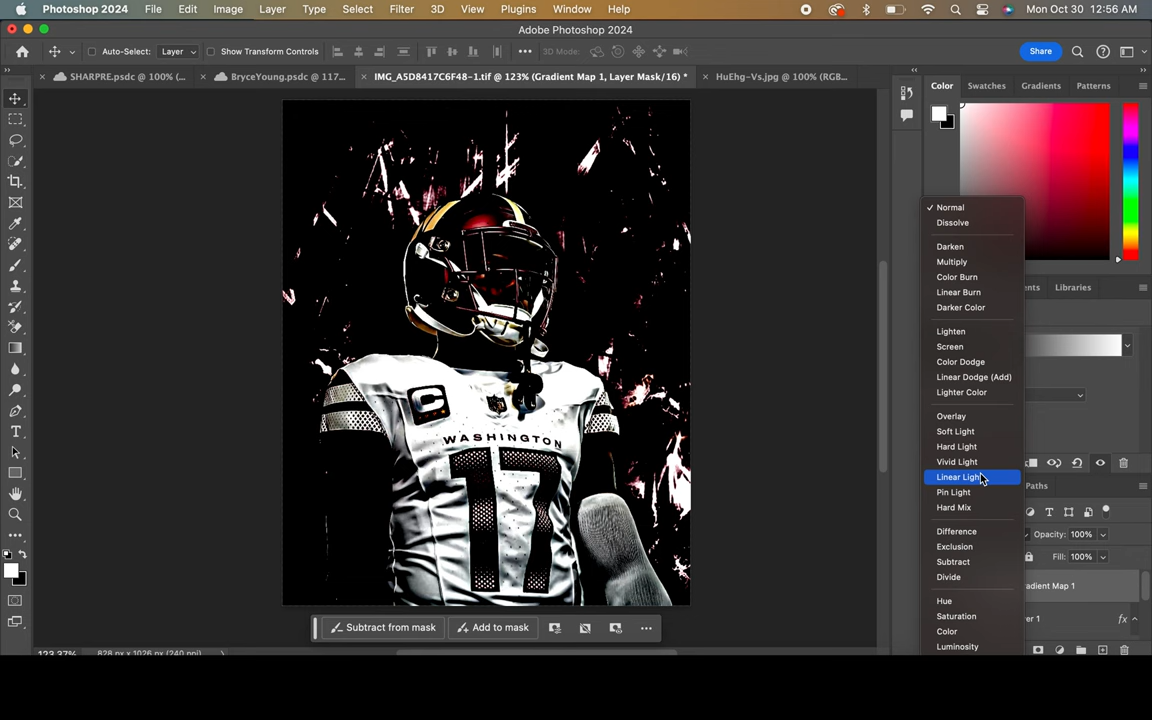 Photoshop 2024 File Edit Image Layer Type Select Filter 3D View Plugins Window Help Mon Oct 30 12:56 AM
Adobe Photoshop 2024
Auto-Select: Layer Show Transform Controls 3D Mode: Share
SHARPRE.psdc @ 100% (... BryceYoung.psdc @ 117... IMG_A5D8417C6F48-1.tif @ 123% (Gradient Map 1, Layer Mask/16) * HuEhg-Vs.jpg @ 100% (RGB...
Color Swatches Gradients Patterns
Normal
Dissolve
Darken
Multiply
Color Burn
Linear Burn
Darker Color
Lighten
Screen
Color Dodge
Linear Dodge (Add)
Lighter Color
Overlay
Soft Light
Hard Light
Vivid Light
Linear Light
Pin Light
Hard Mix
Difference
Exclusion
Subtract
Divide
Hue
Saturation
Color
Luminosity
Libraries
Paths
Opacity: 100%
Fill: 100%
fx
C
WASHINGTON
17
Subtract from mask Add to mask
123.37% 828 px x 1026 px (240 ppi)